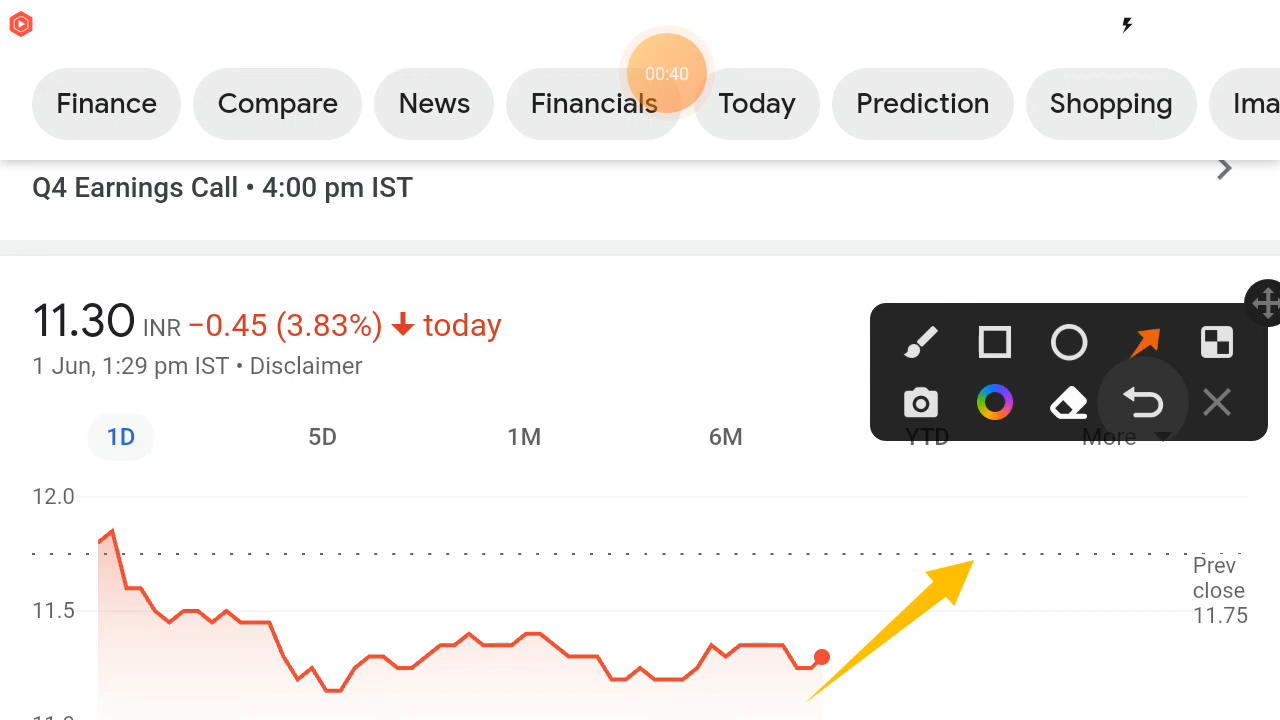 00:40
Finance Compare News Financials Today Prediction Shopping Ima
Q4 Earnings Call • 4:00 pm IST
11.30 INR −0.45 (3.83%) today
1 Jun, 1:29 pm IST • Disclaimer
1D 5D 1M 6M YTD More
12.0
Prev
close
11.75
11.5